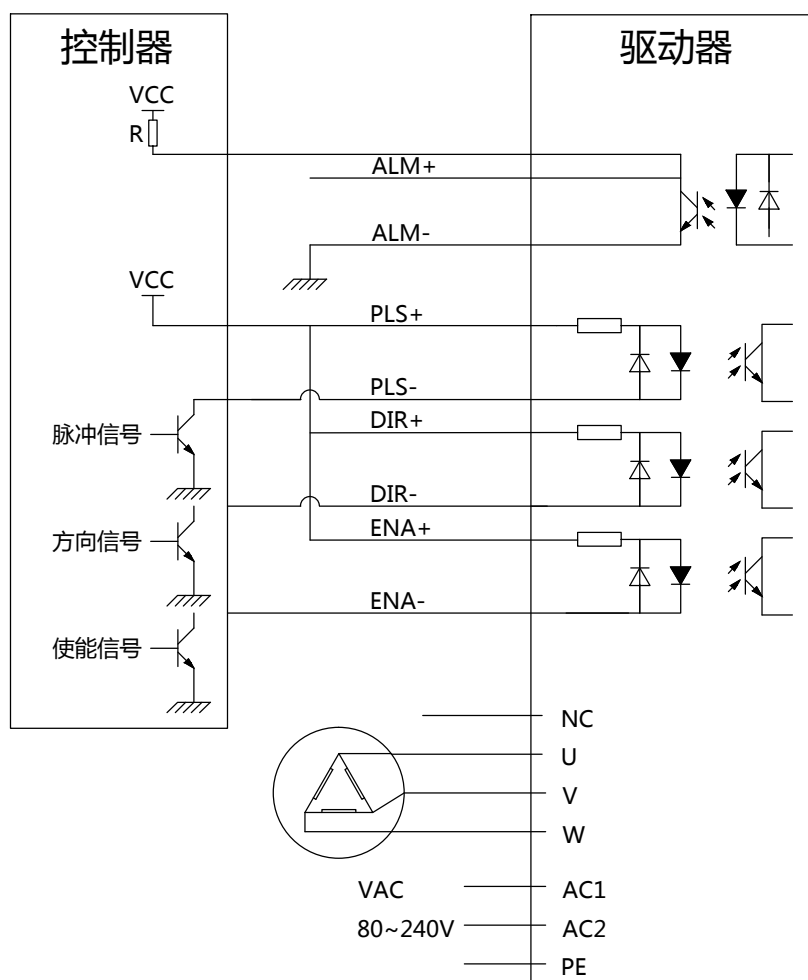 控制器
驱动器
VCC
R
ALM+
ALM-
VCC
PLS+
PLS-
脉冲信号
DIR+
DIR-
方向信号
ENA+
ENA-
使能信号
NC
U
V
W
VAC
AC1
80~240V
AC2
PE